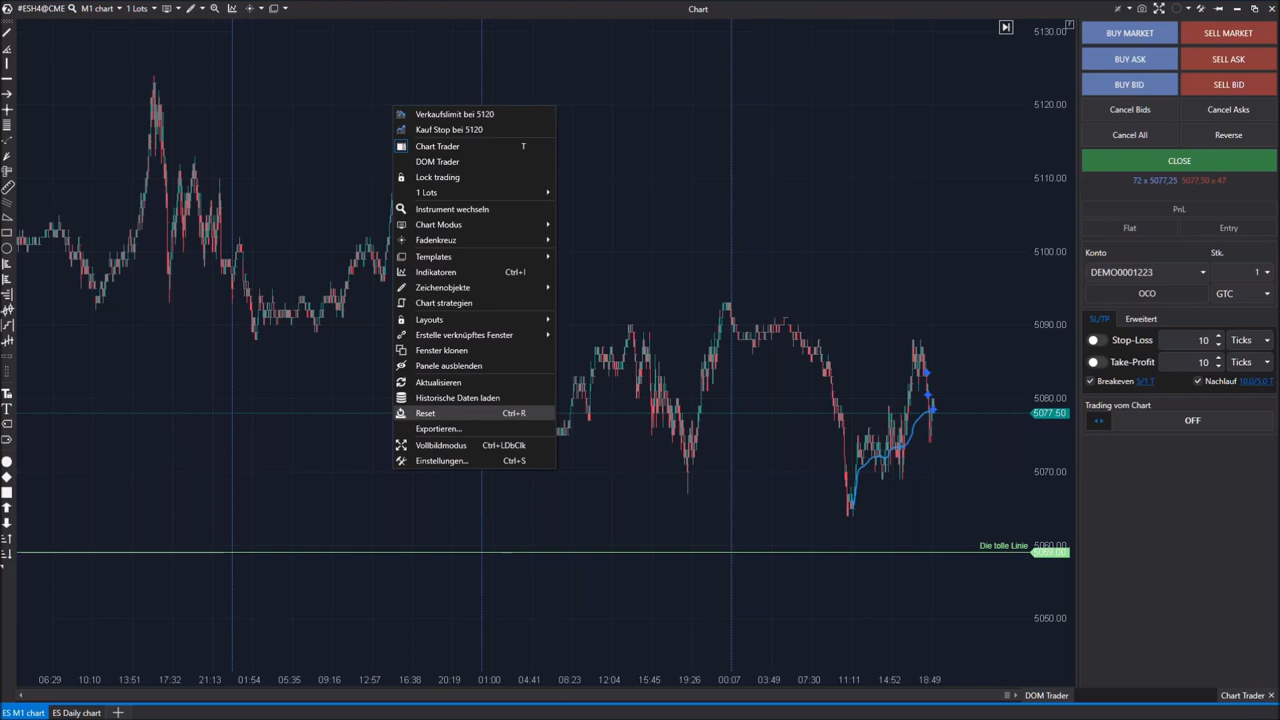 #ESH4@CME M1 chart 1 Lots Chart
BUY MARKET SELL MARKET
BUY ASK SELL ASK
BUY BID SELL BID
Cancel Bids Cancel Asks
Cancel All Reverse
CLOSE
72 x 5077,25 5077,50 x 47
PnL
Flat Entry
Konto Stk.
DEMO0001223 1
OCO GTC
SL/TP Erweitert
Stop-Loss 10 Ticks
Take-Profit 10 Ticks
Breakeven 5/1 T Nachlauf 10.0/5.0 T
Trading vom Chart
OFF
Verkaufslimit bei 5120
Kauf Stop bei 5120
Chart Trader T
DOM Trader
Lock trading
1 Lots
Instrument wechseln
Chart Modus
Fadenkreuz
Templates
Indikatoren Ctrl+I
Zeichenobjekte
Chart strategien
Layouts
Erstelle verknüpftes Fenster
Fenster klonen
Panele ausblenden
Aktualisieren
Historische Daten laden
Reset Ctrl+R
Exportieren...
Vollbildmodus Ctrl+LDbClk
Einstellungen... Ctrl+S
5130.00
5120.00
5110.00
5100.00
5090.00
5080.00
5077.50
5070.00
5060.00
Die tolle Linie 5059.00
5050.00
06:29 10:10 13:51 17:32 21:13 01:54 05:35 09:16 12:57 16:38 20:19 01:00 04:41 08:23 12:04 15:45 19:26 00:07 03:49 07:30 11:11 14:52 18:49
DOM Trader Chart Trader
ES M1 chart ES Daily chart